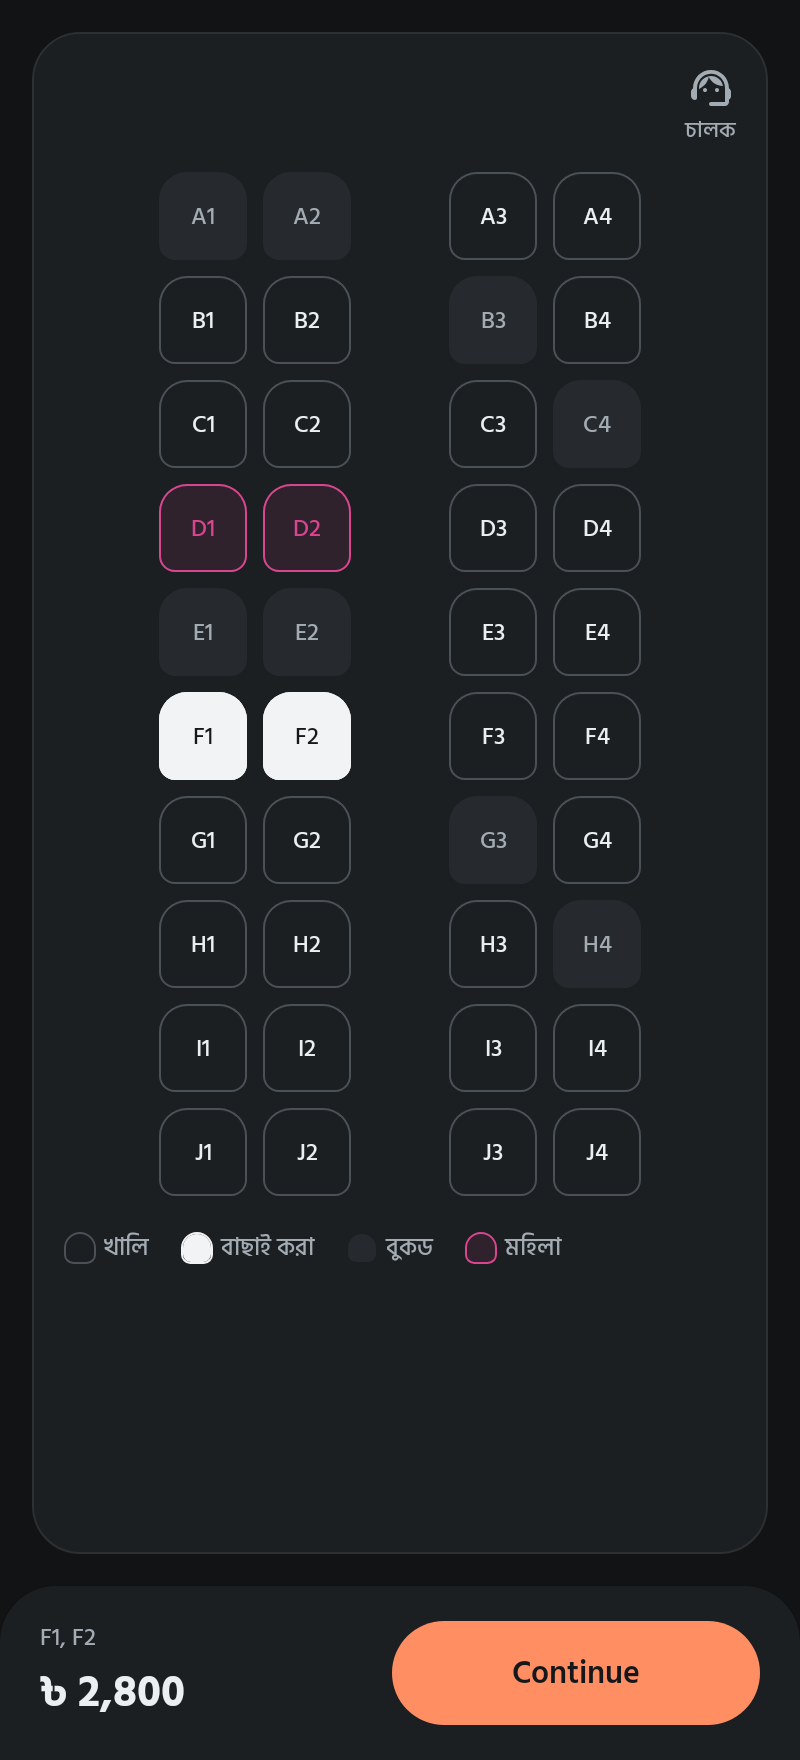 চালক
A1 A2 A3 A4
B1 B2 B3 B4
C1 C2 C3 C4
D1 D2 D3 D4
E1 E2 E3 E4
F1 F2 F3 F4
G1 G2 G3 G4
H1 H2 H3 H4
I1 I2 I3 I4
J1 J2 J3 J4
খালি বাছাই করা বুকড মহিলা
F1, F2
৳ 2,800
Continue